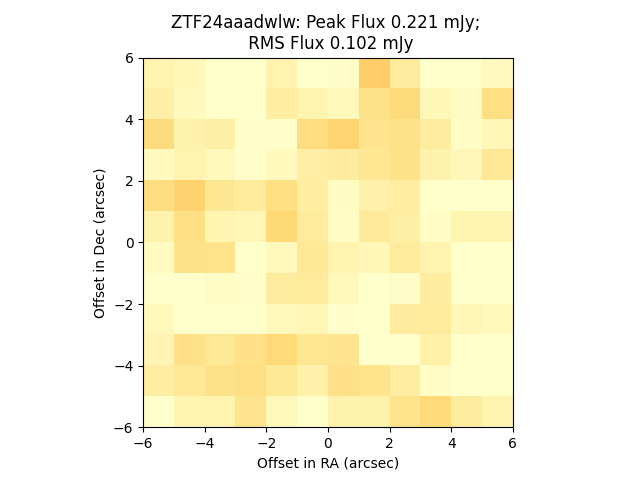 ZTF24aaadwlw: Peak Flux 0.221 mJy;
RMS Flux 0.102 mJy
6
4
2
0
−2
−4
−6
Offset in Dec (arcsec)
−6 −4 −2 0 2 4 6
Offset in RA (arcsec)